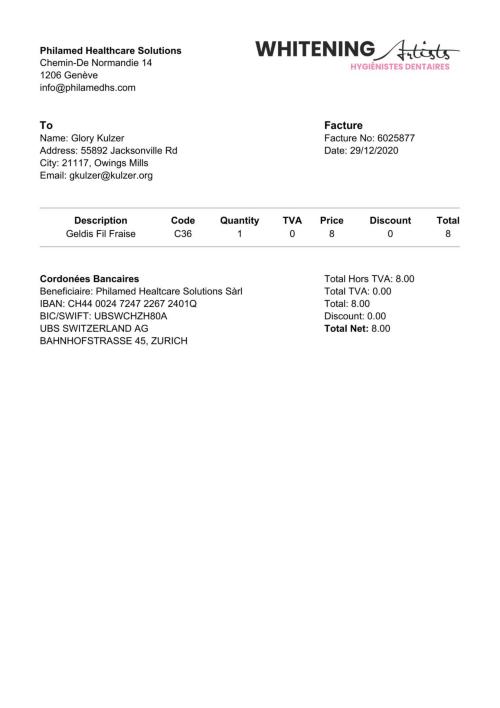 Philamed Healthcare Solutions
Chemin-De Normandie 14
1206 Genève
info@philamedhs.com
WHITENING Artists
HYGIÉNISTES DENTAIRES
To
Name: Glory Kulzer
Address: 55892 Jacksonville Rd
City: 21117, Owings Mills
Email: gkulzer@kulzer.org
Facture
Facture No: 6025877
Date: 29/12/2020
Description Code Quantity TVA Price Discount Total
Geldis Fil Fraise C36 1 0 8 0 8
Cordonées Bancaires
Beneficiaire: Philamed Healtcare Solutions Sàrl
IBAN: CH44 0024 7247 2267 2401Q
BIC/SWIFT: UBSWCHZH80A
UBS SWITZERLAND AG
BAHNHOFSTRASSE 45, ZURICH
Total Hors TVA: 8.00
Total TVA: 0.00
Total: 8.00
Discount: 0.00
Total Net: 8.00